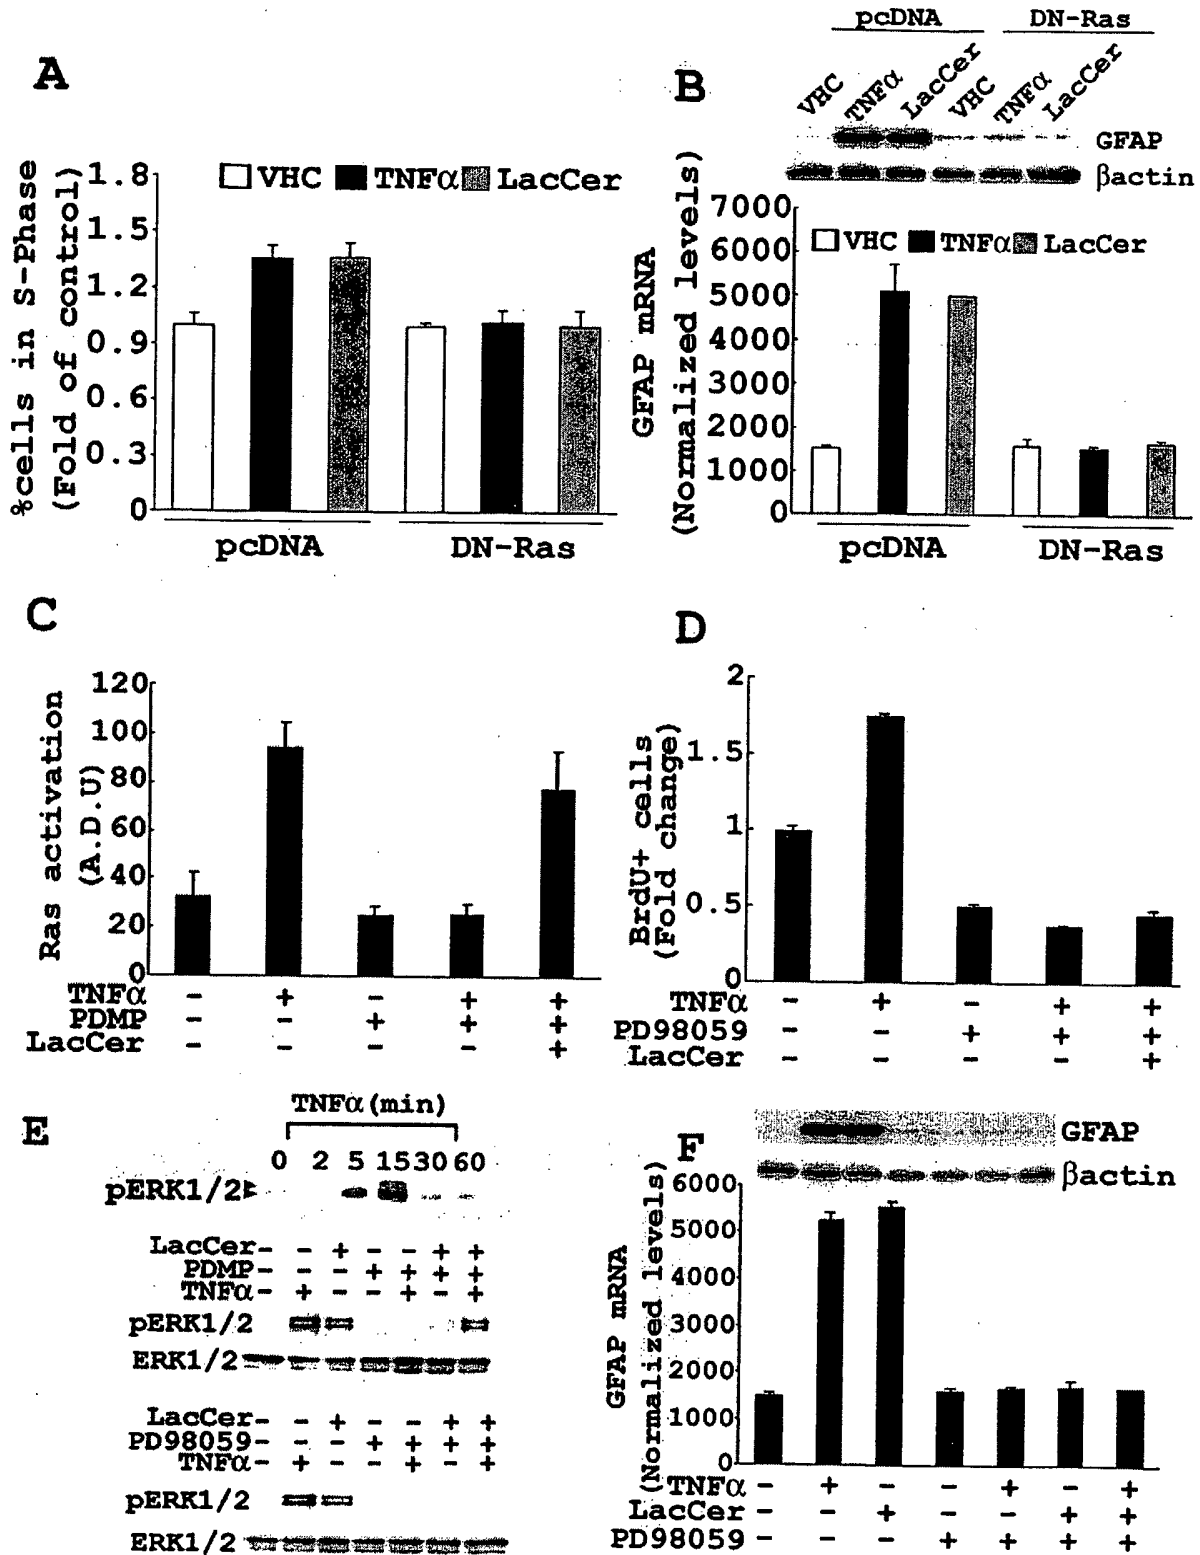 A
%cells in S-Phase
(Fold of control)
1.8
1.5
1.2
0.9
0.6
0.3
0
VHC TNFα LacCer
pcDNA DN-Ras
B
pcDNA DN-Ras
VHC TNFα LacCer VHC TNFα LacCer
GFAP
βactin
GFAP mRNA
(Normalized levels)
7000
6000
5000
4000
3000
2000
1000
0
VHC TNFα LacCer
pcDNA DN-Ras
C
Ras activation
(A.D.U)
120
100
80
60
40
20
0
TNFα - + - + +
PDMP - - + + +
LacCer - - - - +
D
BrdU+ cells
(Fold change)
2
1.5
1
0.5
0
TNFα - + - + +
PD98059 - - + + +
LacCer - - - - +
E
TNFα(min)
0 2 5 15 30 60
pERK1/2
LacCer - - + - - + +
PDMP - - - + + + +
TNFα - + - - + - +
pERK1/2
ERK1/2
LacCer - - + - - + +
PD98059 - - - + + + +
TNFα - + - - + - +
pERK1/2
ERK1/2
F
GFAP
βactin
GFAP mRNA
(Normalized levels)
6000
5000
4000
3000
2000
1000
0
TNFα - + - - + - +
LacCer - - + - - + +
PD98059 - - - + + + +